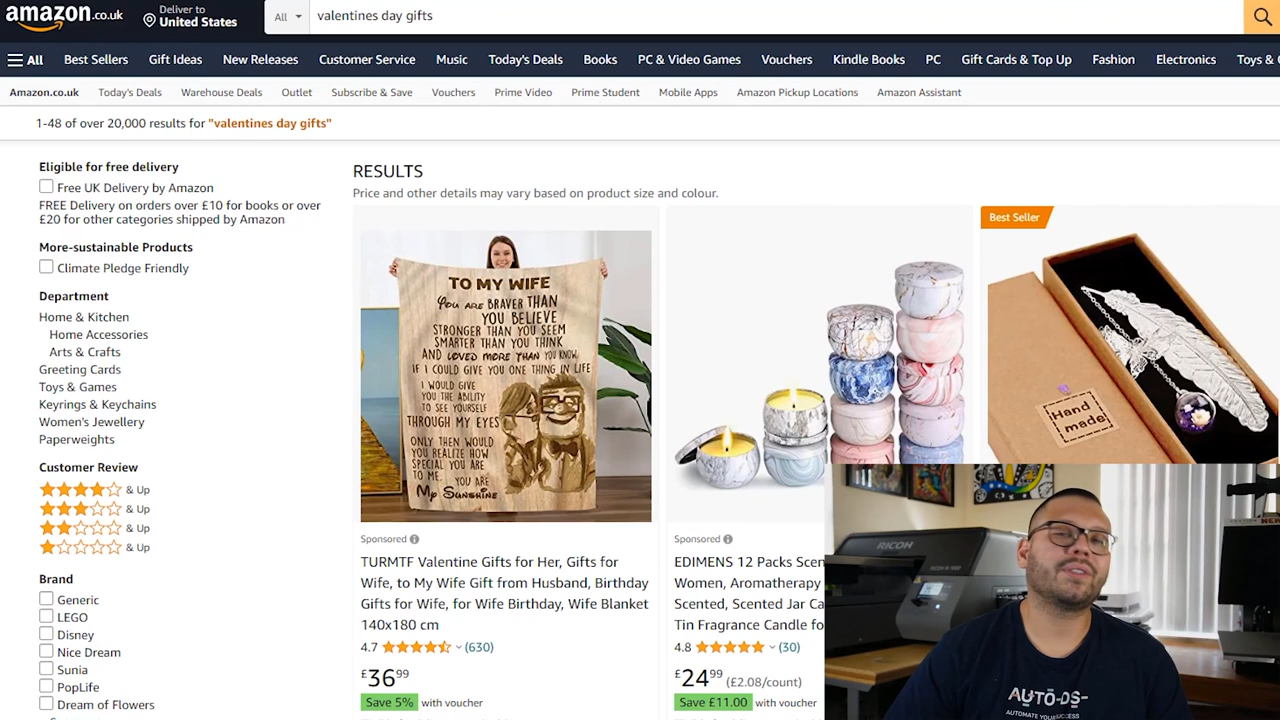 amazon.co.uk
Deliver to
United States
All
valentines day gifts
All
Best Sellers
Gift Ideas
New Releases
Customer Service
Music
Today's Deals
Books
PC & Video Games
Vouchers
Kindle Books
PC
Gift Cards & Top Up
Fashion
Electronics
Toys &
Amazon.co.uk
Today's Deals
Warehouse Deals
Outlet
Subscribe & Save
Vouchers
Prime Video
Prime Student
Mobile Apps
Amazon Pickup Locations
Amazon Assistant
1-48 of over 20,000 results for "valentines day gifts"
Eligible for free delivery
Free UK Delivery by Amazon
FREE Delivery on orders over £10 for books or over
£20 for other categories shipped by Amazon
More-sustainable Products
Climate Pledge Friendly
Department
Home & Kitchen
Home Accessories
Arts & Crafts
Greeting Cards
Toys & Games
Keyrings & Keychains
Women's Jewellery
Paperweights
Customer Review
& Up
& Up
& Up
& Up
Brand
Generic
LEGO
Disney
Nice Dream
Sunia
PopLife
Dream of Flowers
RESULTS
Price and other details may vary based on product size and colour.
TO MY WIFE
YOU ARE BRAVER THAN
YOU BELIEVE
STRONGER THAN YOU SEEM
SMARTER THAN YOU THINK
AND LOVED MORE THAN YOU KNOW
IF I COULD GIVE YOU ONE THING IN LIFE
I WOULD GIVE
YOU THE ABILITY
TO SEE YOURSELF
THROUGH MY EYES
ONLY THEN WOULD
YOU REALIZE HOW
SPECIAL YOU ARE
TO ME. YOU ARE
My Sunshine
Sponsored
TURMTF Valentine Gifts for Her, Gifts for
Wife, to My Wife Gift from Husband, Birthday
Gifts for Wife, for Wife Birthday, Wife Blanket
140x180 cm
4.7
(630)
£36.99
Save 5% with voucher
Sponsored
EDIMENS 12 Packs Scen
Women, Aromatherapy
Scented, Scented Jar Ca
Tin Fragrance Candle fo
4.8
(30)
£24.99 (£2.08/count)
Save £11.00 with voucher
Best Seller
Hand
made
RICOH
AUTO-DS-
AUTOMATE YOUR SUCCESS